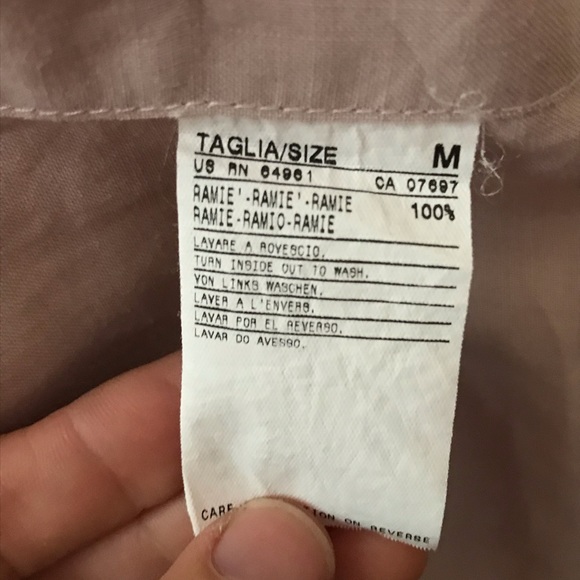 TAGLIA/SIZE M
US RN 64961 CA 07697
RAMIE'-RAMIE'-RAMIE 100%
RAMIE-RAMIO-RAMIE
LAVARE A ROVESCIO.
TURN INSIDE OUT TO WASH.
VON LINKS WASCHEN.
LAVER A L'ENVERS.
LAVAR POR EL REVERSO.
LAVAR DO AVESSO.
CARE ON REVERSE